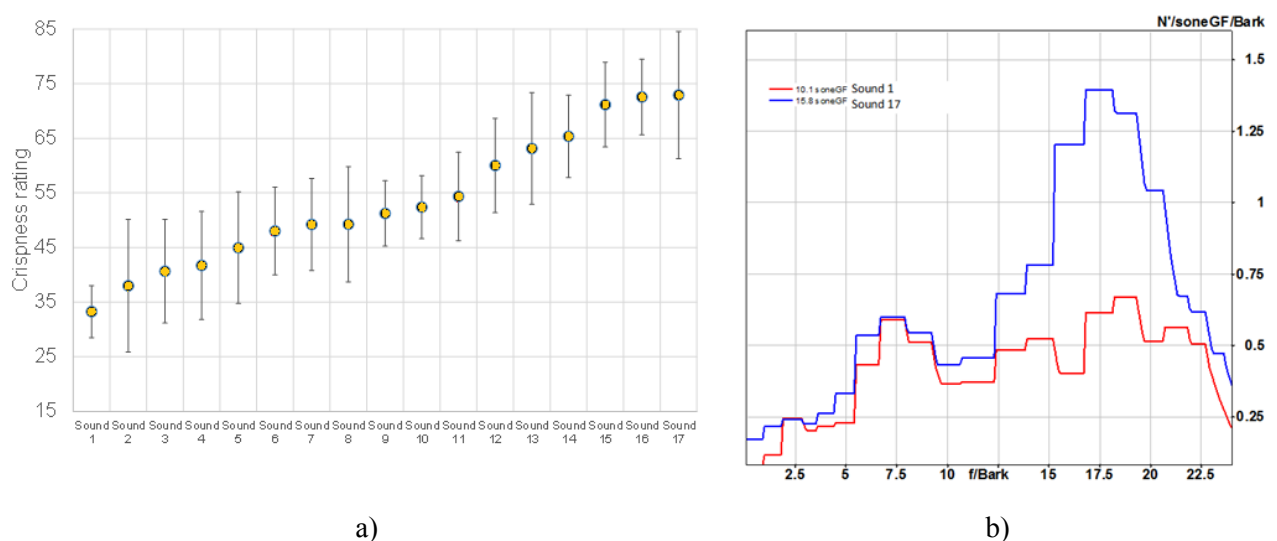 85
75
65
55
45
35
25
15
Crispness rating
Sound 1
Sound 2
Sound 3
Sound 4
Sound 5
Sound 6
Sound 7
Sound 8
Sound 9
Sound 10
Sound 11
Sound 12
Sound 13
Sound 14
Sound 15
Sound 16
Sound 17
a)
N'/soneGF/Bark
1.5
1.25
1
0.75
0.5
0.25
10.1 soneGF Sound 1
15.8 soneGF Sound 17
2.5 5 7.5 10 f/Bark 15 17.5 20 22.5
b)